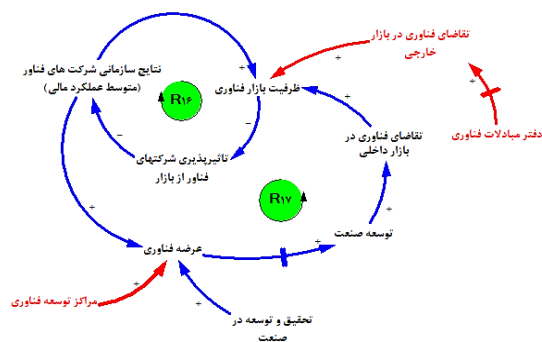 تقاضای فناوری در بازار
خارجی
نتایج سازمانی شرکت های فناور
(متوسط عملکرد مالی)
ظرفیت بازار فناوری
R۱۶
تقاضای فناوری در
بازار داخلی
دفتر مبادلات فناوری
تاثیرپذیری شرکتهای
فناور از بازار
R۱۷
توسعه صنعت
عرضه فناوری
مراکز توسعه فناوری
تحقیق و توسعه در
صنعت